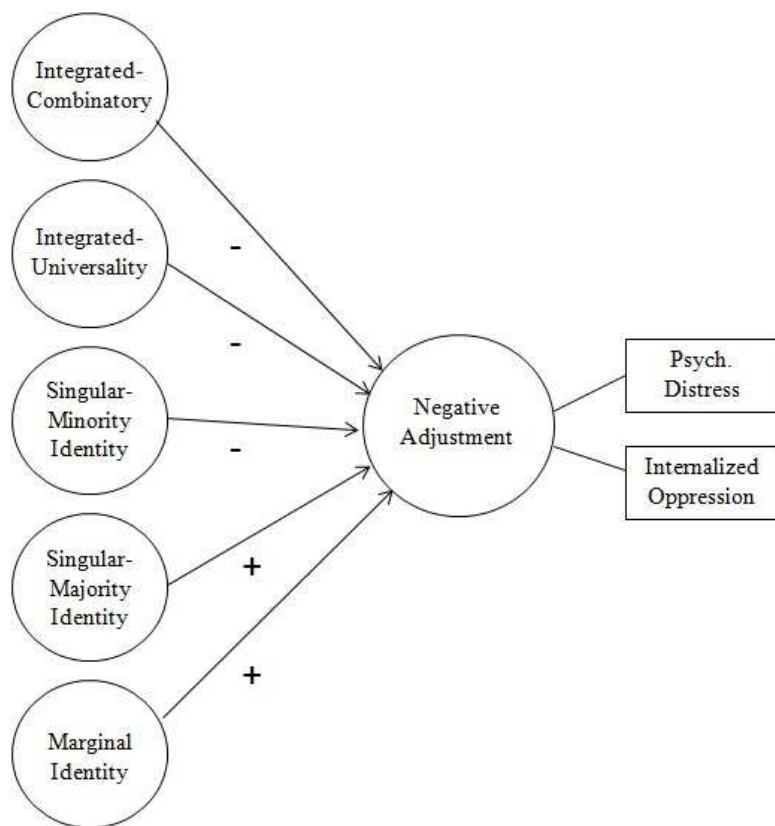 Integrated-
Combinatory
-
Integrated-
Universality
-
Singular-
Minority
Identity
-
Singular-
Majority
Identity
+
Marginal
Identity
+
Negative
Adjustment
Psych.
Distress
Internalized
Oppression